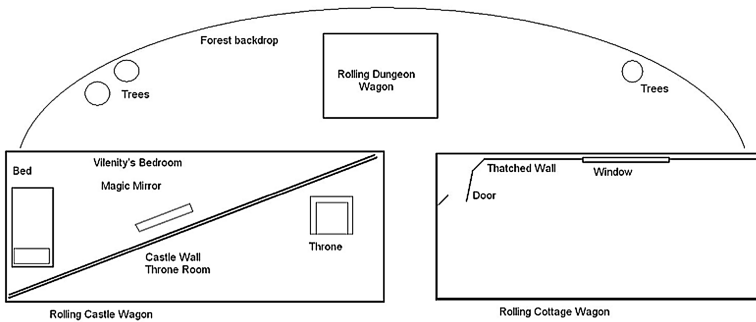 Forest backdrop
Rolling Dungeon
Wagon
Trees
Trees
Vilenity's Bedroom
Bed
Magic Mirror
Castle Wall
Throne Room
Throne
Rolling Castle Wagon
Thatched Wall
Window
Door
Rolling Cottage Wagon